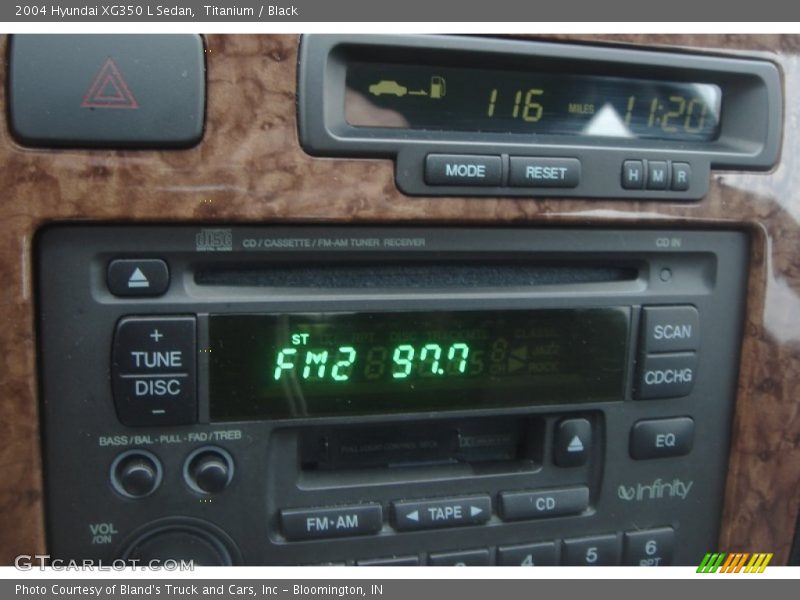 2004 Hyundai XG350 L Sedan, Titanium / Black
116 MILES 11:20
MODE RESET H M R
disc CD / CASSETTE / FM-AM TUNER RECEIVER CD IN
+
TUNE
DISC
–
ST
FM2 97.7
SCAN
CDCHG
EQ
BASS / BAL - PULL - FAD / TREB
infinity
VOL
/ON
FM·AM
TAPE
CD
4 5 6
RPT
GTCARLOT.COM
Photo Courtesy of Bland's Truck and Cars, Inc – Bloomington, IN